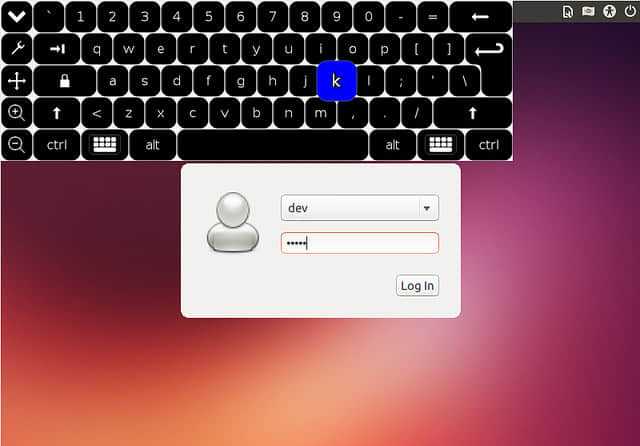 ` 1 2 3 4 5 6 7 8 9 0 - =
q w e r t y u i o p [ ]
a s d f g h j k l ; ' \
< z x c v b n m , . /
ctrl alt alt ctrl
dev
•••••
Log In